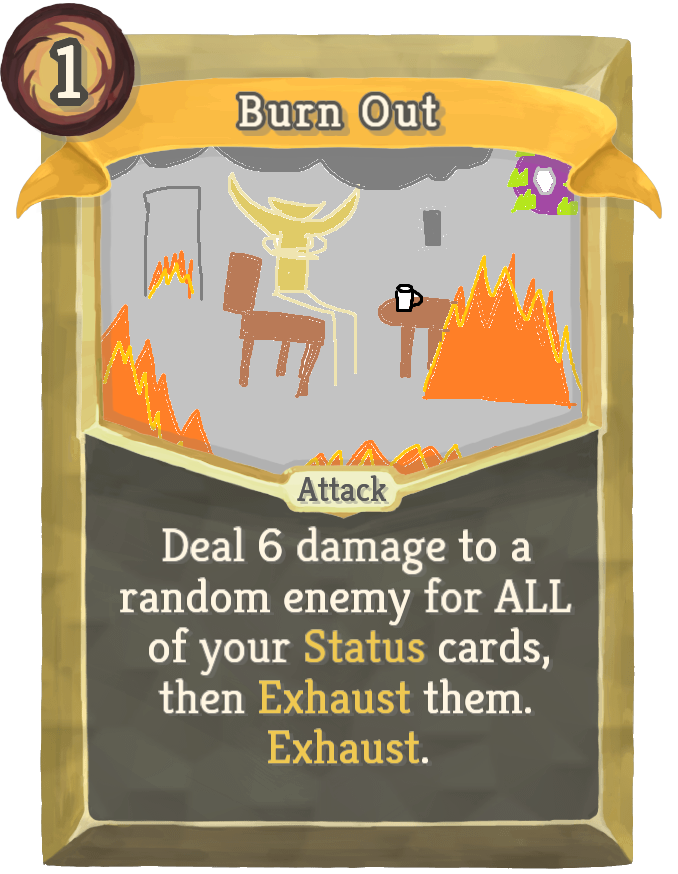 1
Burn Out
Attack
Deal 6 damage to a
random enemy for ALL
of your Status cards,
then Exhaust them.
Exhaust.